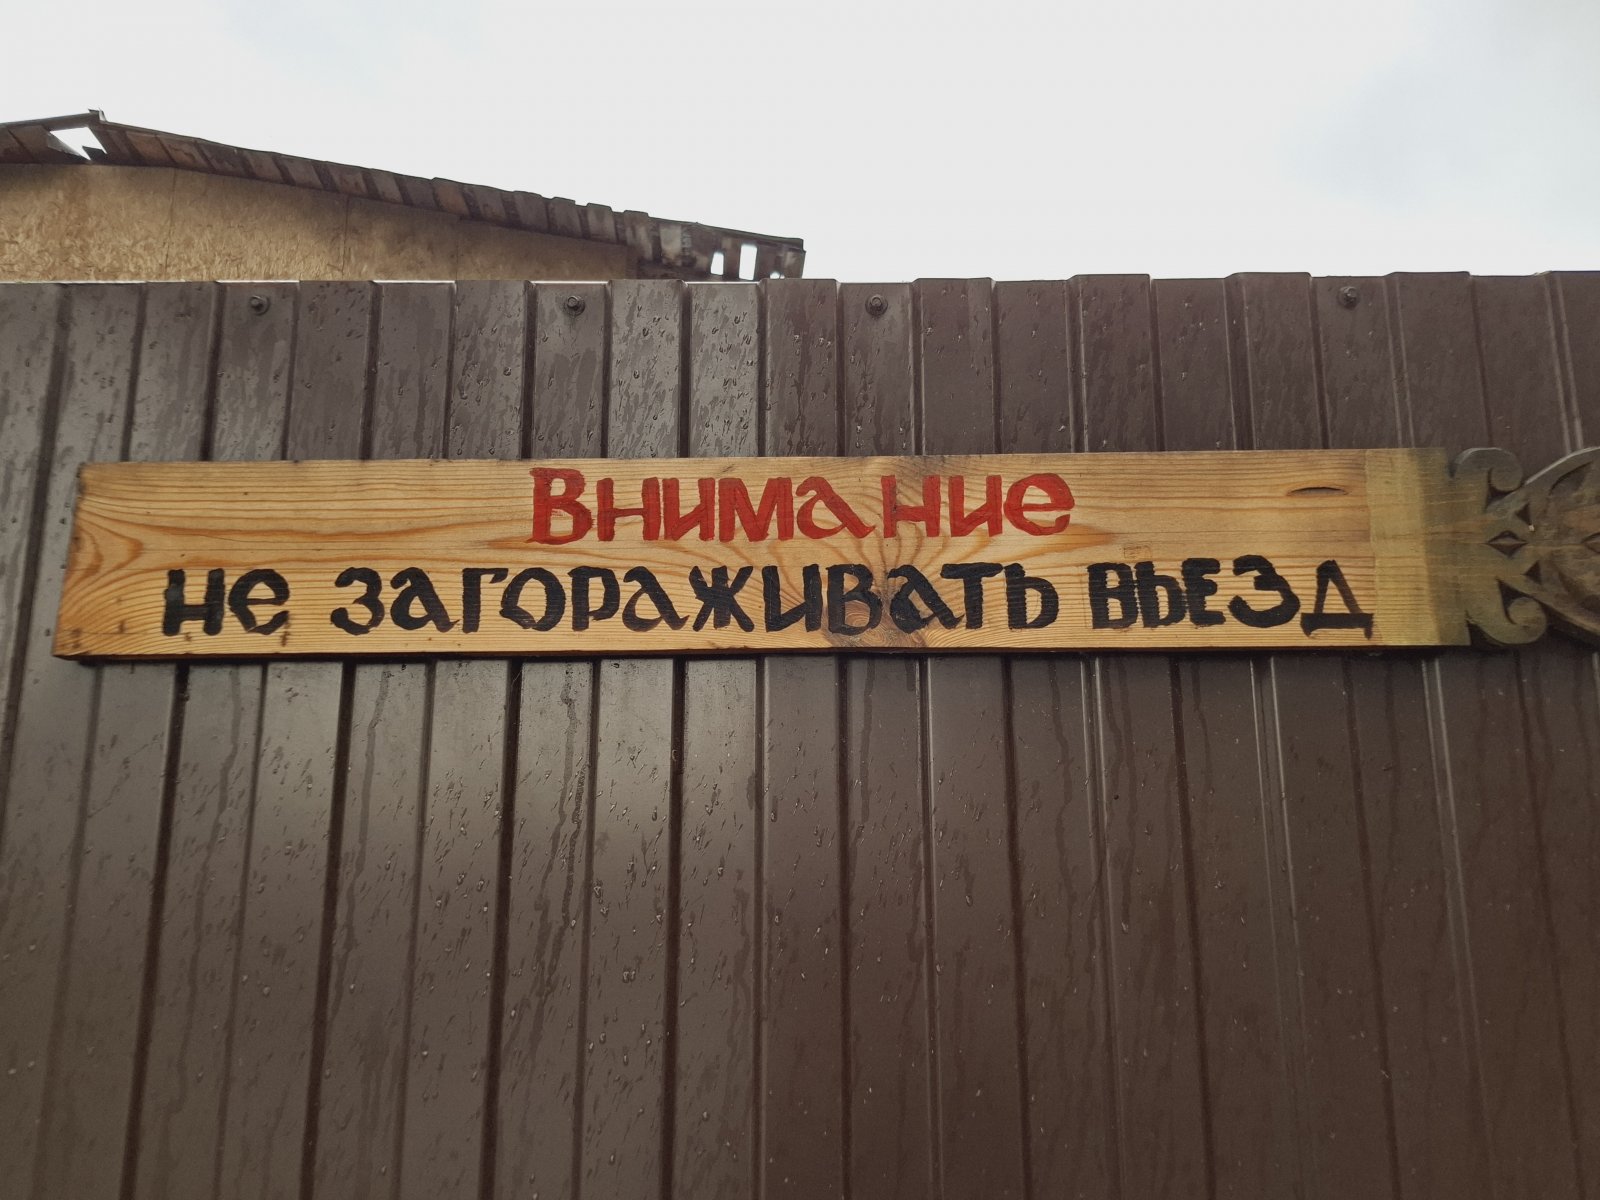 Внимание
не загораживать вьезд